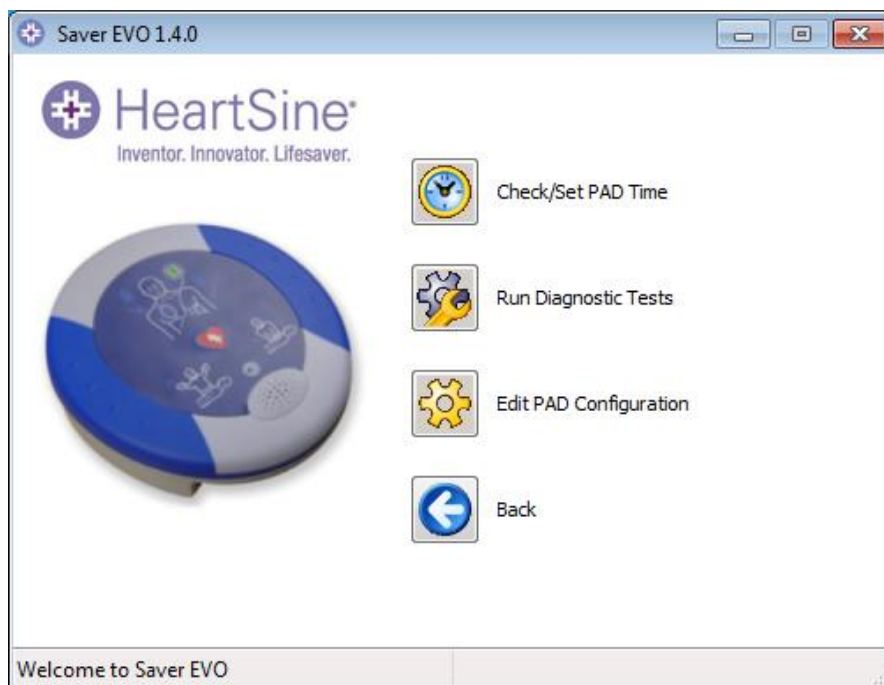 Saver EVO 1.4.0
HeartSine®
Inventor. Innovator. Lifesaver.
Check/Set PAD Time
Run Diagnostic Tests
Edit PAD Configuration
Back
Welcome to Saver EVO